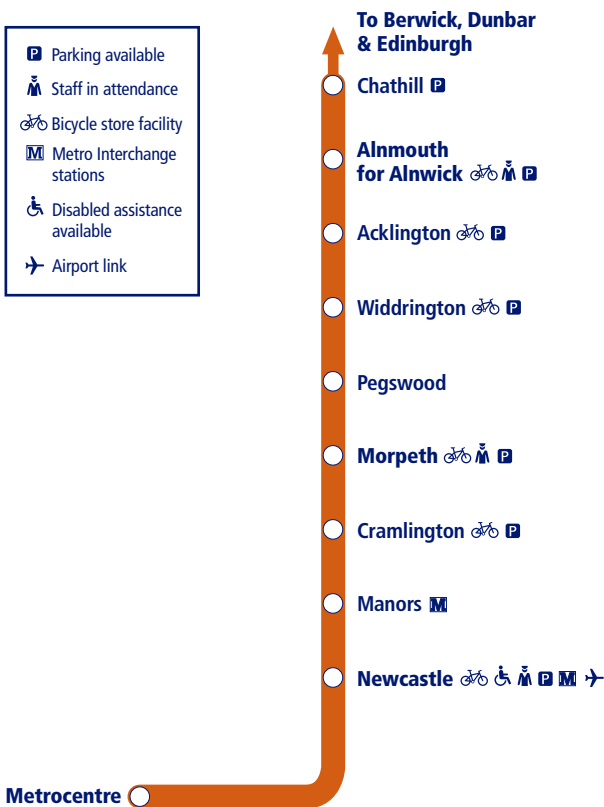 Parking available
Staff in attendance
Bicycle store facility
Metro Interchange
stations
Disabled assistance
available
Airport link
To Berwick, Dunbar
& Edinburgh
Chathill P
Alnmouth
for Alnwick P
Acklington P
Widdrington P
Pegswood
Morpeth P
Cramlington P
Manors M
Newcastle P M
Metrocentre